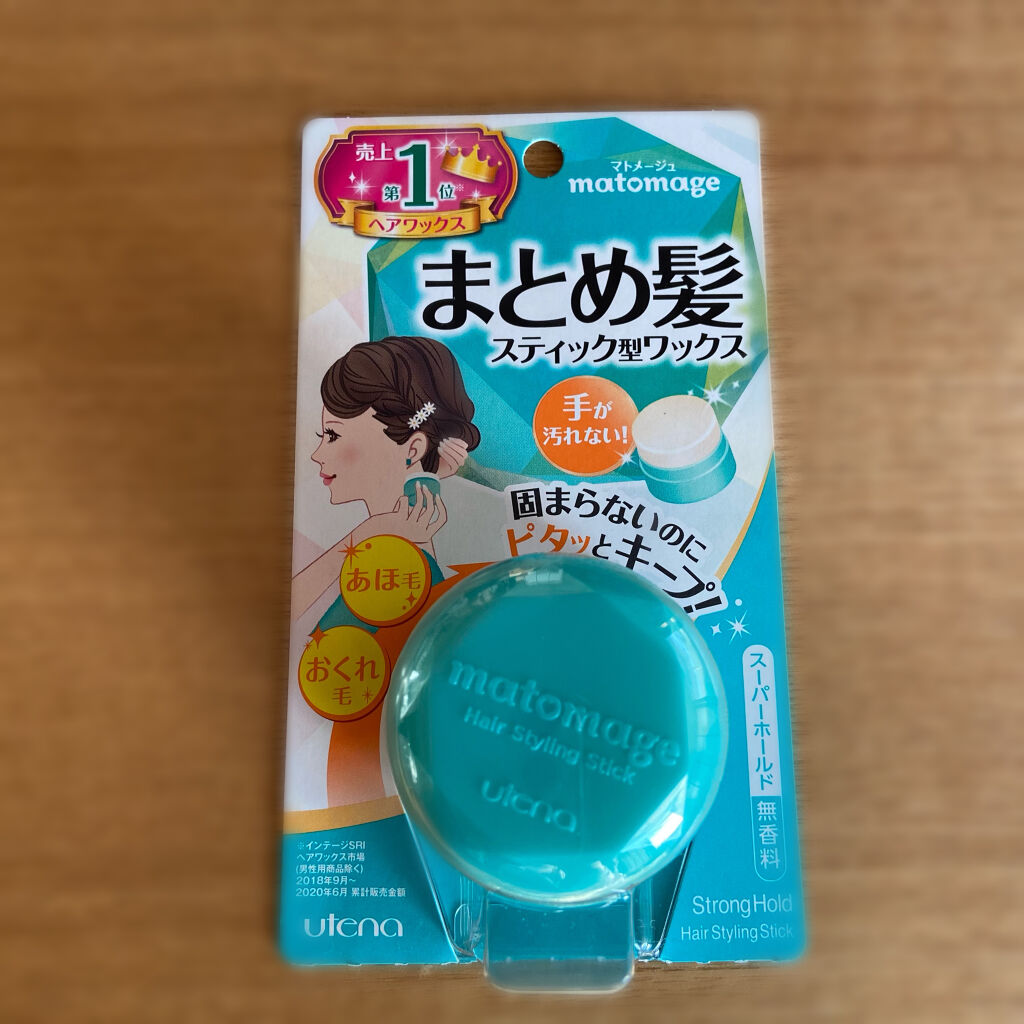 売上
第1位※
ヘアワックス
マトメージュ
matomage
まとめ髪
スティック型ワックス
手が
汚れない!
固まらないのに
ピタッとキープ!
あほ毛
おくれ
毛
matomage
Hair Styling Stick
utena
スーパーホールド
無香料
※インテージSRI
ヘアワックス市場
(男性用商品除く)
2018年9月~
2020年6月 累計販売金額
utena
Strong Hold
Hair Styling Stick